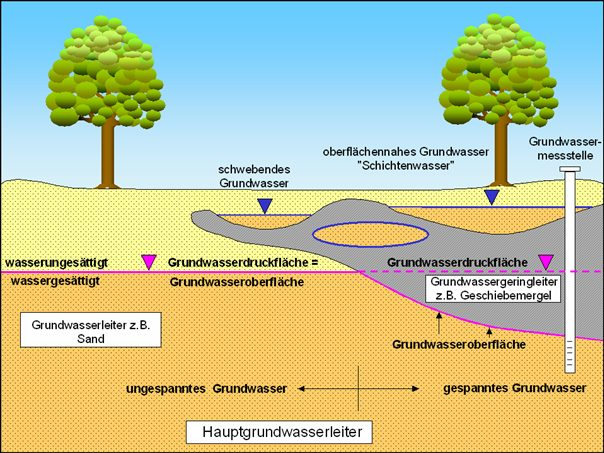 Grundwasser-
messstelle
oberflächennahes Grundwasser
"Schichtenwasser"
schwebendes
Grundwasser
wasserungesättigt
Grundwasserdruckfläche =
Grundwasserdruckfläche
wassergesättigt
Grundwasseroberfläche
Grundwassergeringleiter
z.B. Geschiebemergel
Grundwasserleiter z.B.
Sand
Grundwasseroberfläche
ungespanntes Grundwasser
gespanntes Grundwasser
Hauptgrundwasserleiter